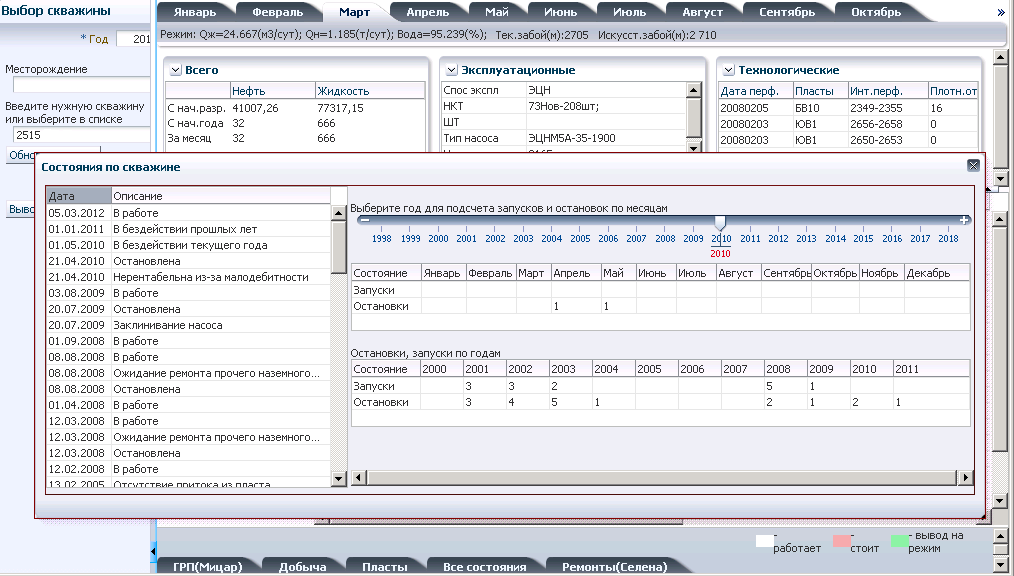 Выбор скважины
Январь Февраль Март Апрель Май Июнь Июль Август Сентябрь Октябрь »
* Год 201
Режим: Qж=24.667(м3/сут); Qн=1.185(т/сут); Вода=95.239(%); Тек.забой(м):2705 Искусст.забой(м):2 710
Месторождение
Введите нужную скважину
или выберите в списке
2515
Всего
Нефть Жидкость
С нач.разр. 41007,26 77317,15
С нач.года 32 666
За месяц 32 666
Эксплуатационные
Спос экспл ЭЦН
НКТ 73Нов-208шт;
ШТ
Тип насоса ЭЦНМ5А-35-1900
Технологические
Дата перф. Пласты Инт.перф. Плотн.от
20080205 БВ10 2349-2355 16
20080203 ЮВ1 2656-2658 0
20080203 ЮВ1 2650-2653 0
Состояния по скважине
Дата Описание
05.03.2012 В работе
01.01.2011 В бездействии прошлых лет
01.05.2010 В бездействии текущего года
21.04.2010 Остановлена
21.04.2010 Нерентабельна из-за малодебитности
03.08.2009 В работе
20.07.2009 Остановлена
20.07.2009 Заклинивание насоса
01.09.2008 В работе
08.08.2008 В работе
08.08.2008 Ожидание ремонта прочего наземного...
08.08.2008 Остановлена
01.04.2008 В работе
12.03.2008 В работе
12.03.2008 Ожидание ремонта прочего наземного...
12.03.2008 Остановлена
12.02.2008 В работе
13.02.2005 Отсутствие притока из пласта
Выберите год для подсчета запусков и остановок по месяцам
1998 1999 2000 2001 2002 2003 2004 2005 2006 2007 2008 2009 2010 2011 2012 2013 2014 2015 2016 2017 2018
2010
Состояние Январь Февраль Март Апрель Май Июнь Июль Август Сентябрь Октябрь Ноябрь Декабрь
Запуски
Остановки 1 1
Остановки, запуски по годам
Состояние 2000 2001 2002 2003 2004 2005 2006 2007 2008 2009 2010 2011
Запуски 3 3 2 5 1
Остановки 3 4 5 1 2 1 2 1
- работает
- стоит
- вывод на
режим
ГРП(Мицар) Добыча Пласты Все состояния Ремонты(Селена)